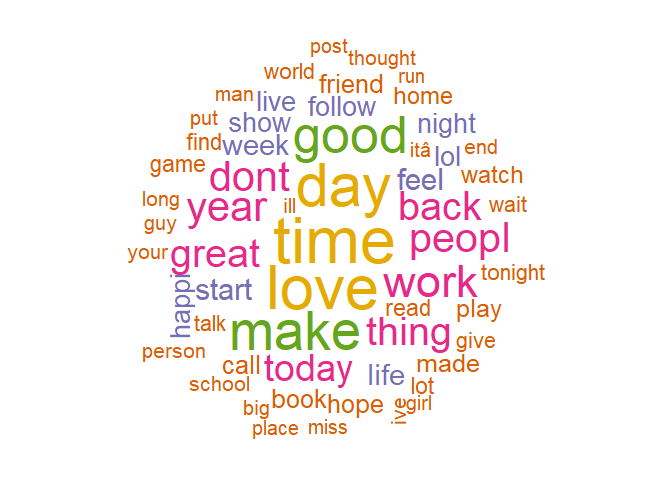 post
thought
world
run
friend
man
live
home
follow
put
good
show
night
find
week
itâ
lol
end
game
dont
day
feel
watch
long
year
ill
back
wait
guy
time
peopl
your
great
happi
start
love
work
tonight
read
play
talk
make
thing
give
person
call
today
life
made
school
lot
big
book
hope
ive
girl
place
miss